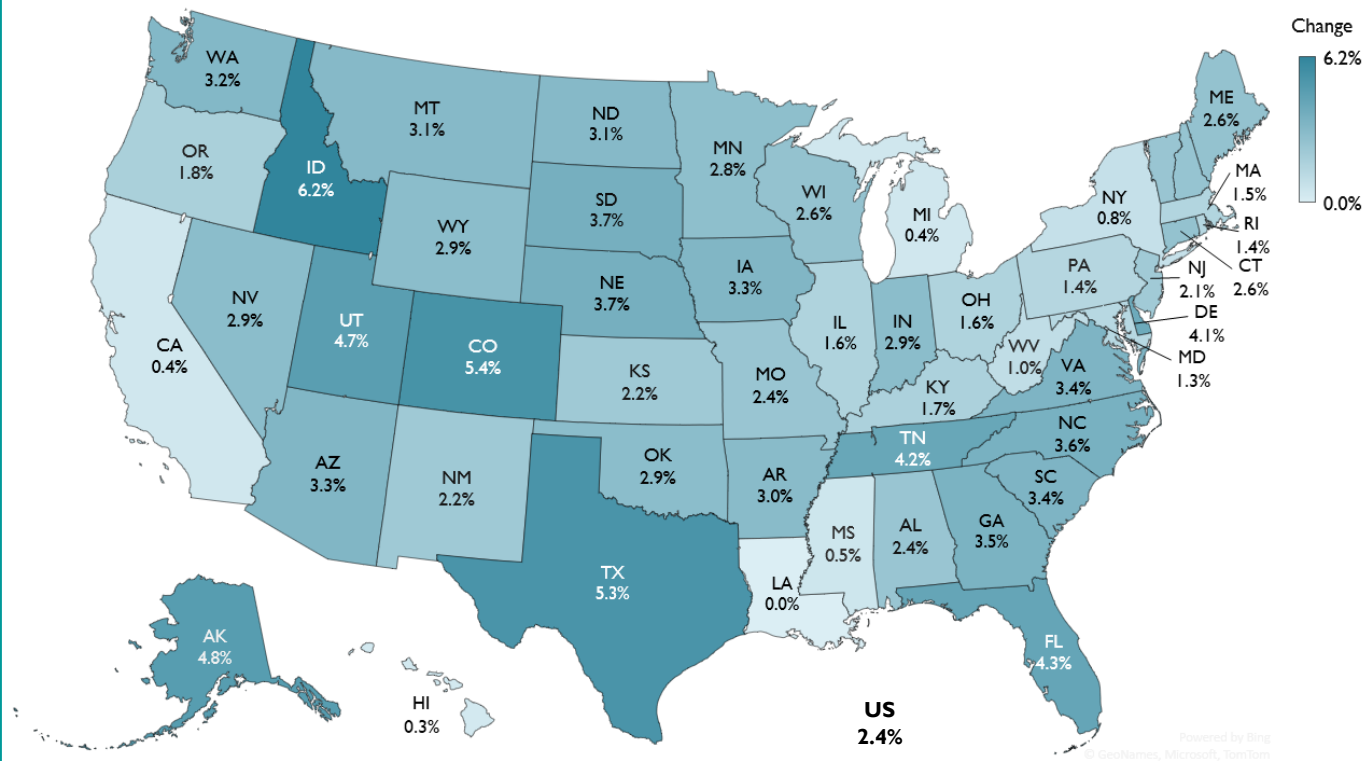 Change
6.2%
0.0%
WA
3.2%
OR
1.8%
CA
0.4%
ID
6.2%
NV
2.9%
MT
3.1%
WY
2.9%
UT
4.7%
CO
5.4%
AZ
3.3%
NM
2.2%
ND
3.1%
SD
3.7%
NE
3.7%
KS
2.2%
OK
2.9%
TX
5.3%
MN
2.8%
IA
3.3%
MO
2.4%
AR
3.0%
LA
0.0%
WI
2.6%
IL
1.6%
MI
0.4%
IN
2.9%
OH
1.6%
KY
1.7%
TN
4.2%
MS
0.5%
AL
2.4%
GA
3.5%
FL
4.3%
SC
3.4%
NC
3.6%
VA
3.4%
WV
1.0%
PA
1.4%
NY
0.8%
ME
2.6%
MA
1.5%
RI
1.4%
CT
2.6%
NJ
2.1%
DE
4.1%
MD
1.3%
AK
4.8%
HI
0.3%
US
2.4%
Powered by Bing
© GeoNames, Microsoft, TomTom